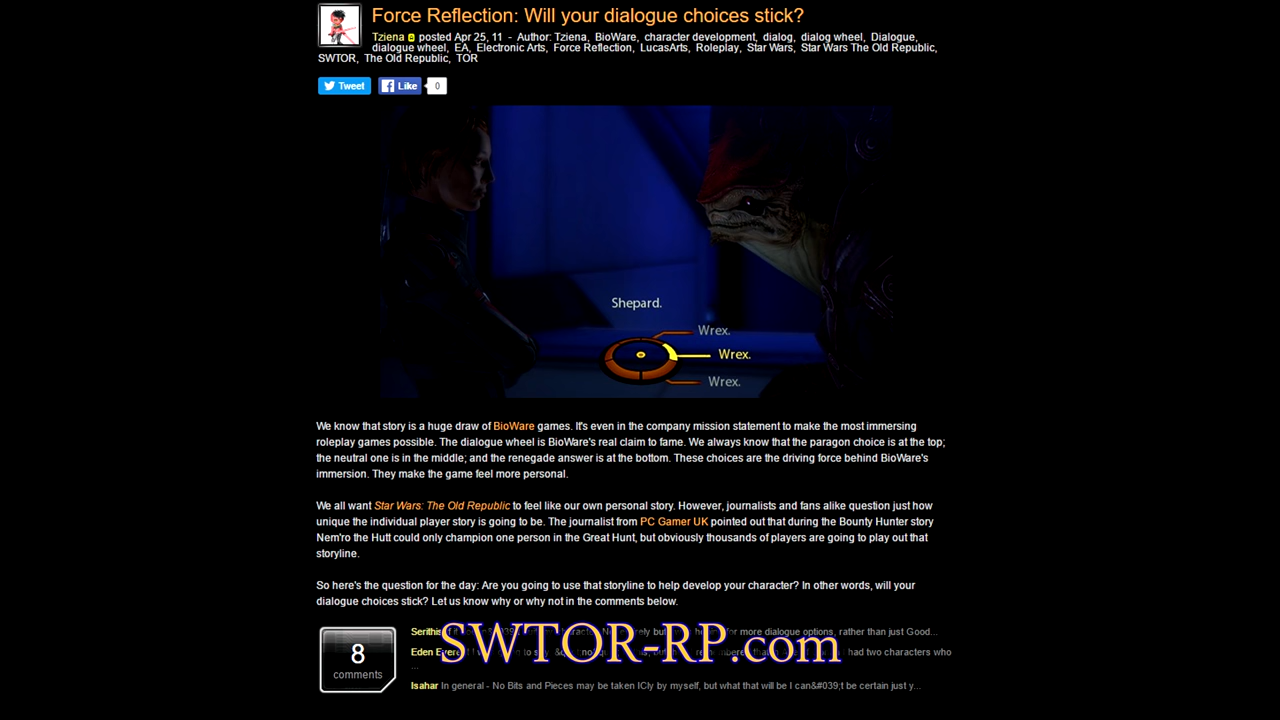 Force Reflection: Will your dialogue choices stick?
Tziena posted Apr 25, 11 - Author: Tziena, BioWare, character development, dialog, dialog wheel, Dialogue,
dialogue wheel, EA, Electronic Arts, Force Reflection, LucasArts, Roleplay, Star Wars, Star Wars The Old Republic,
SWTOR, The Old Republic, TOR
Tweet Like 0
Shepard.
Wrex.
Wrex.
Wrex.
We know that story is a huge draw of BioWare games. It's even in the company mission statement to make the most immersing
roleplay games possible. The dialogue wheel is BioWare's real claim to fame. We always know that the paragon choice is at the top;
the neutral one is in the middle; and the renegade answer is at the bottom. These choices are the driving force behind BioWare's
immersion. They make the game feel more personal.
We all want Star Wars: The Old Republic to feel like our own personal story. However, journalists and fans alike question just how
unique the individual player story is going to be. The journalist from PC Gamer UK pointed out that during the Bounty Hunter story
Nem'ro the Hutt could only champion one person in the Great Hunt, but obviously thousands of players are going to play out that
storyline.
So here's the question for the day: Are you going to use that storyline to help develop your character? In other words, will your
dialogue choices stick? Let us know why or why not in the comments below.
8
comments
for more dialogue options, rather than just Good...
Eden had two characters who
...
SWTOR-RP.com
Isahar In general - No Bits and Pieces may be taken ICly by myself, but what that will be I can&#039;t be certain just y...